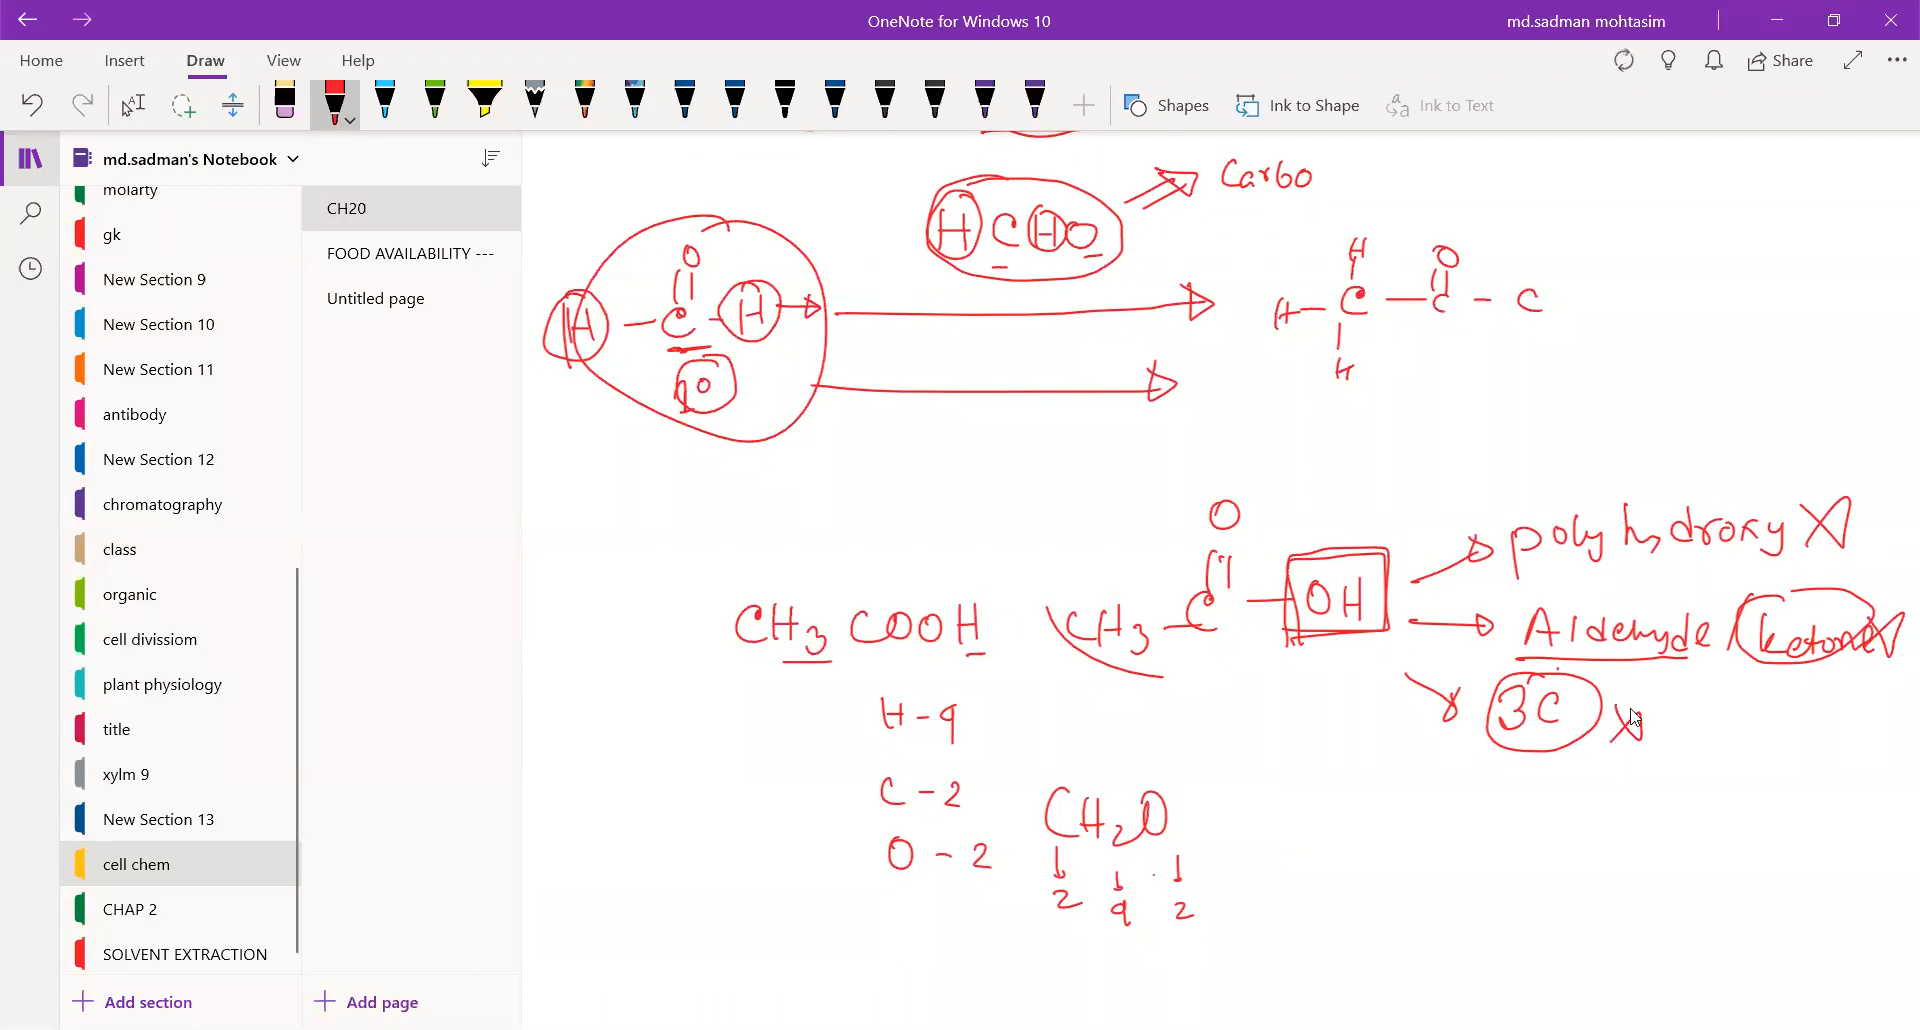 OneNote for Windows 10
md.sadman mohtasim
Home Insert Draw View Help
Share
Shapes Ink to Shape Ink to Text
md.sadman's Notebook
molarty
gk
New Section 9
New Section 10
New Section 11
antibody
New Section 12
chromatography
class
organic
cell divissiom
plant physiology
title
xylm 9
New Section 13
cell chem
CHAP 2
SOLVENT EXTRACTION
Add section
CH20
FOOD AVAILABILITY ---
Untitled page
Add page
Carbo
HCHO
O
H - C - H
H O
H - C - C - C
H
O
CH3 COOH CH3 - C - OH
polyhydroxy
Aldehyde / ketone
3C
H - 4
C - 2
O - 2
CH2O
2 4 2